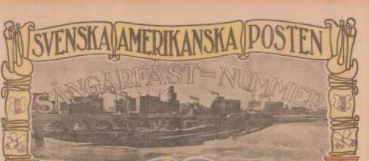 SVENSKA AMERIKANSKA POSTEN
SÅNGARFÄST=NUMMER